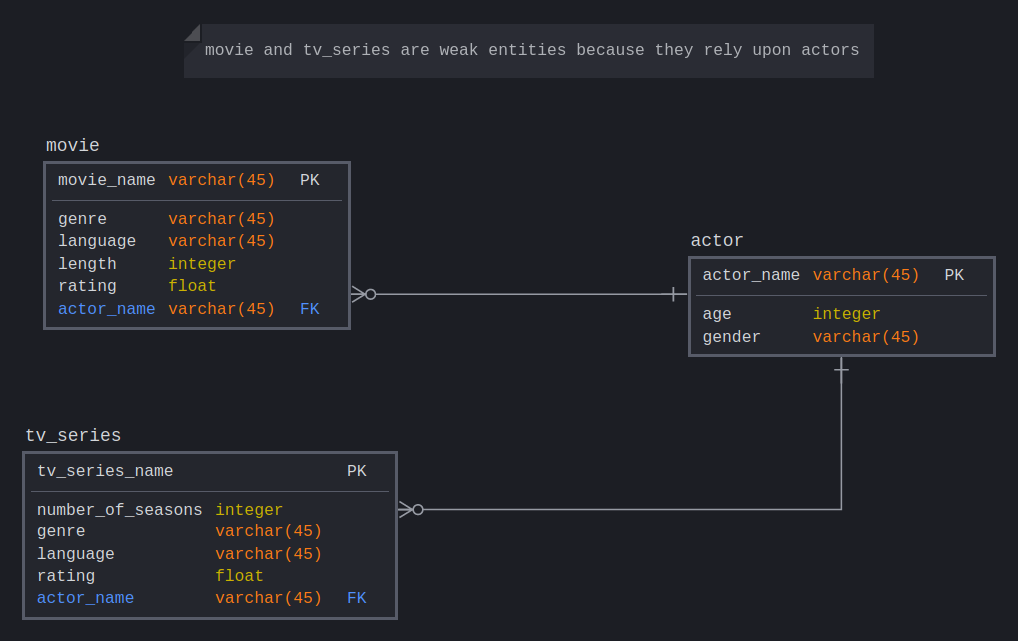 movie and tv_series are weak entities because they rely upon actors
movie
movie_name varchar(45) PK
genre varchar(45)
language varchar(45)
length integer
rating float
actor_name varchar(45) FK
actor
actor_name varchar(45) PK
age integer
gender varchar(45)
tv_series
tv_series_name PK
number_of_seasons integer
genre varchar(45)
language varchar(45)
rating float
actor_name varchar(45) FK